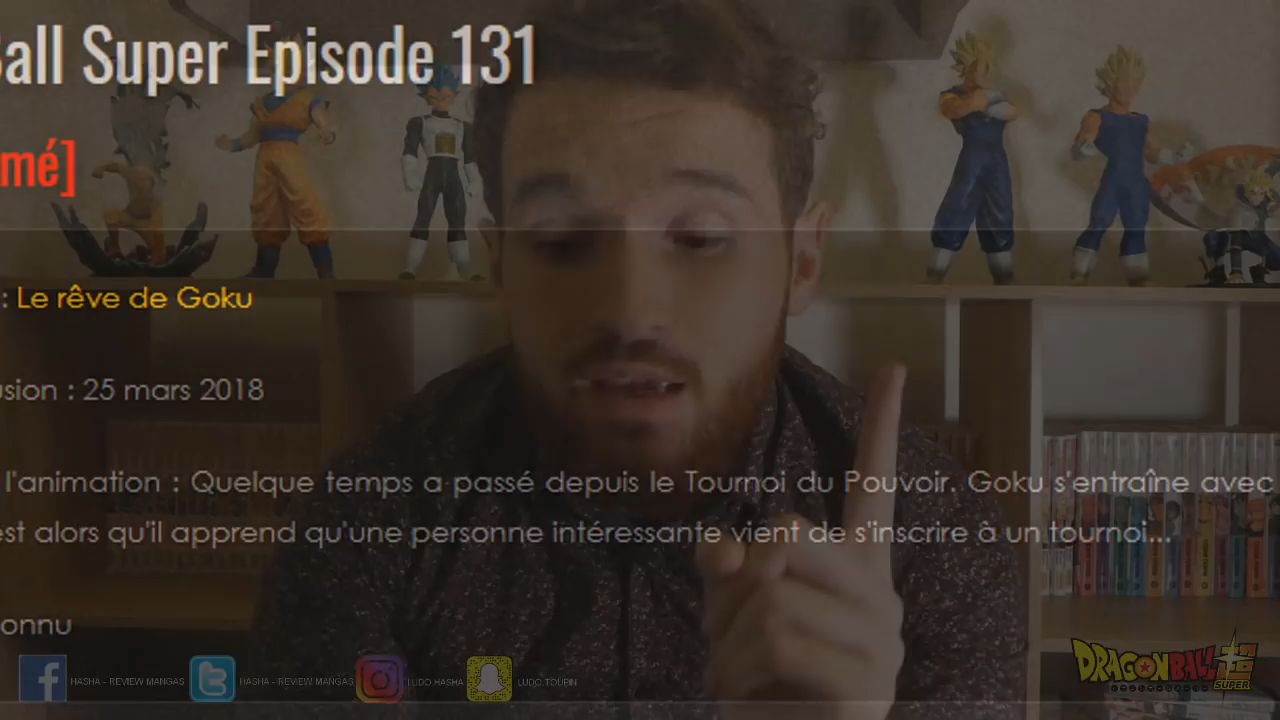 Ball Super Episode 131
mé]
: Le rêve de Goku
usion : 25 mars 2018
l'animation : Quelque temps a passé depuis le Tournoi du Pouvoir. Goku s'entraîne avec
est alors qu'il apprend qu'une personne intéressante vient de s'inscrire à un tournoi...
onnu
HASHA - REVIEW MANGAS
HASHA - REVIEW MANGAS
LUDO HASHA
LUDO.TOUPIN
DRAGONBALL
SUPER